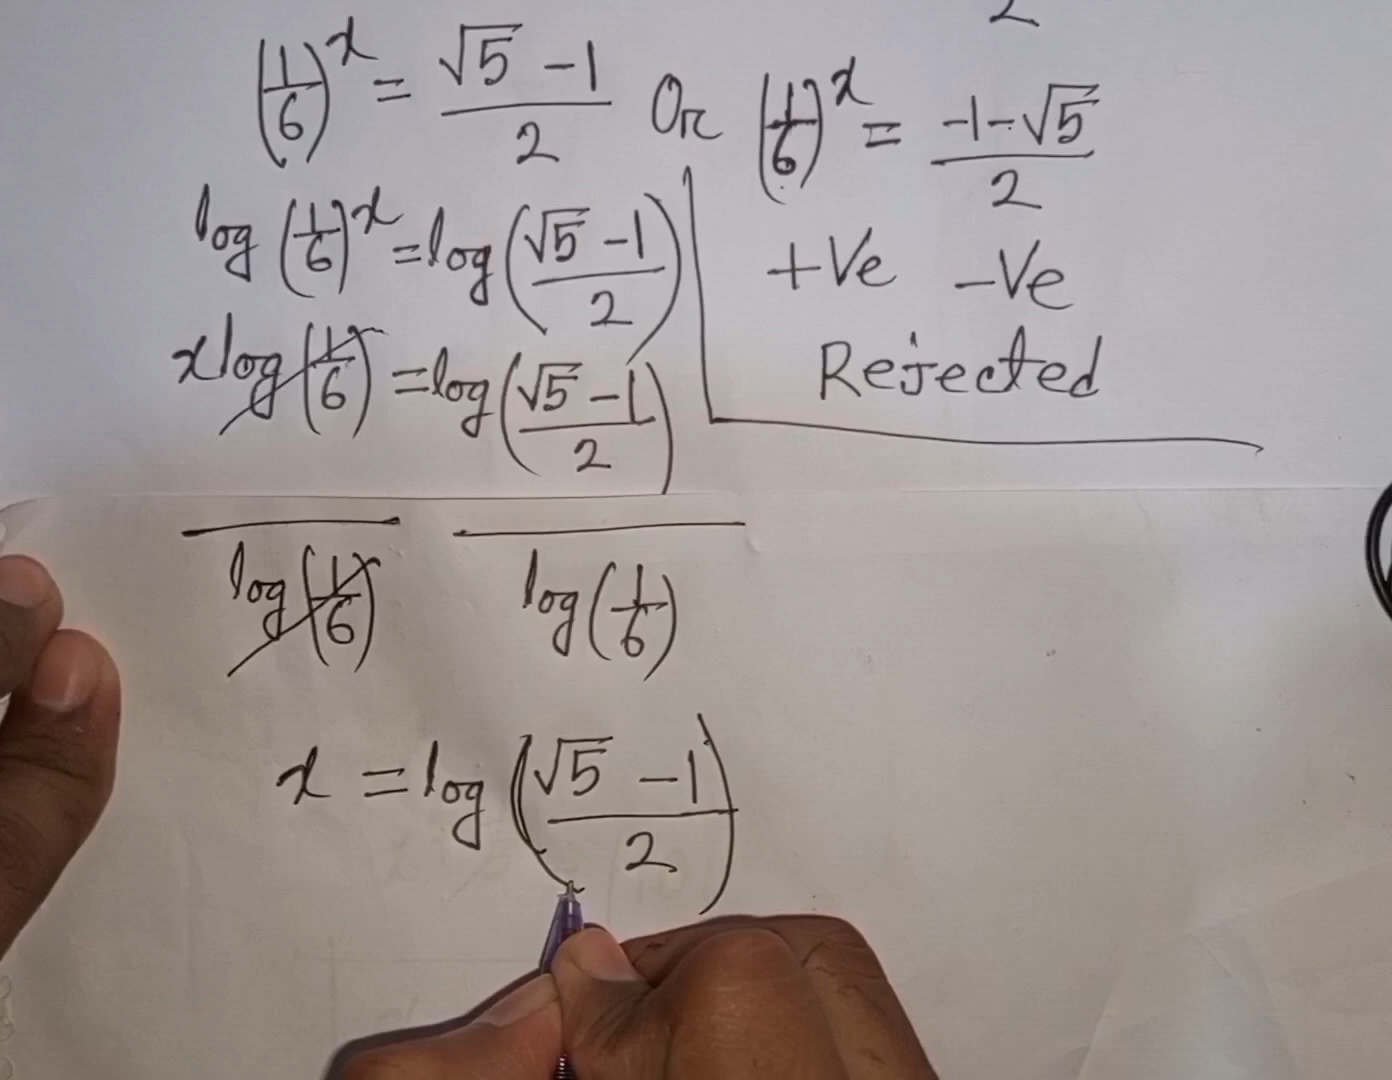 (1/6)^x = (√5 - 1)/2 Or (1/6)^x = (-1-√5)/2
log (1/6)^x = log ((√5 - 1)/2) +Ve -Ve
x log (1/6) = log ((√5 - 1)/2) Rejected
log (1/6) log (1/6)
x = log ((√5 - 1)/2)